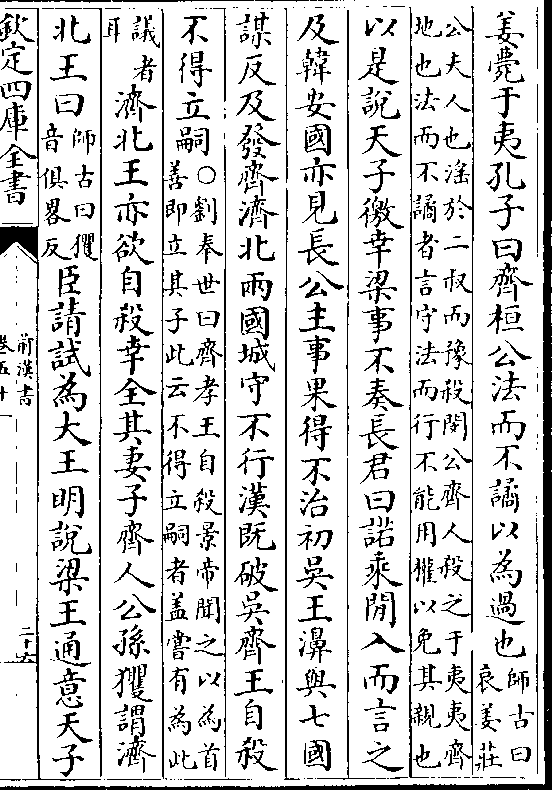 姜薨于夷孔子曰齊桓公法而不譎以為過也師古曰哀姜莊
公夫人也淫於二叔而豫殺閔公齊人殺之于夷夷齊地也法而不譎者言守法而行不能用權以免其親也
以是說天子徼幸梁事不奏長君曰諾乘閒入而言之
及韓安國亦見長公主事果得不治初吳王濞與七國
謀反及發齊濟北兩國城守不行漢既破吳齊王自殺
不得立嗣○劉奉世曰齊孝王自殺景帝聞之以為首善即立其子此云不得立嗣者盖嘗有為此
議者耳濟北王亦欲自殺幸全其妻子齊人公孫玃謂濟
北王曰師古曰玃音俱畧反臣請試為大王明說梁王通意天子
欽定四庫全書
前漢書
卷五十一
二十六